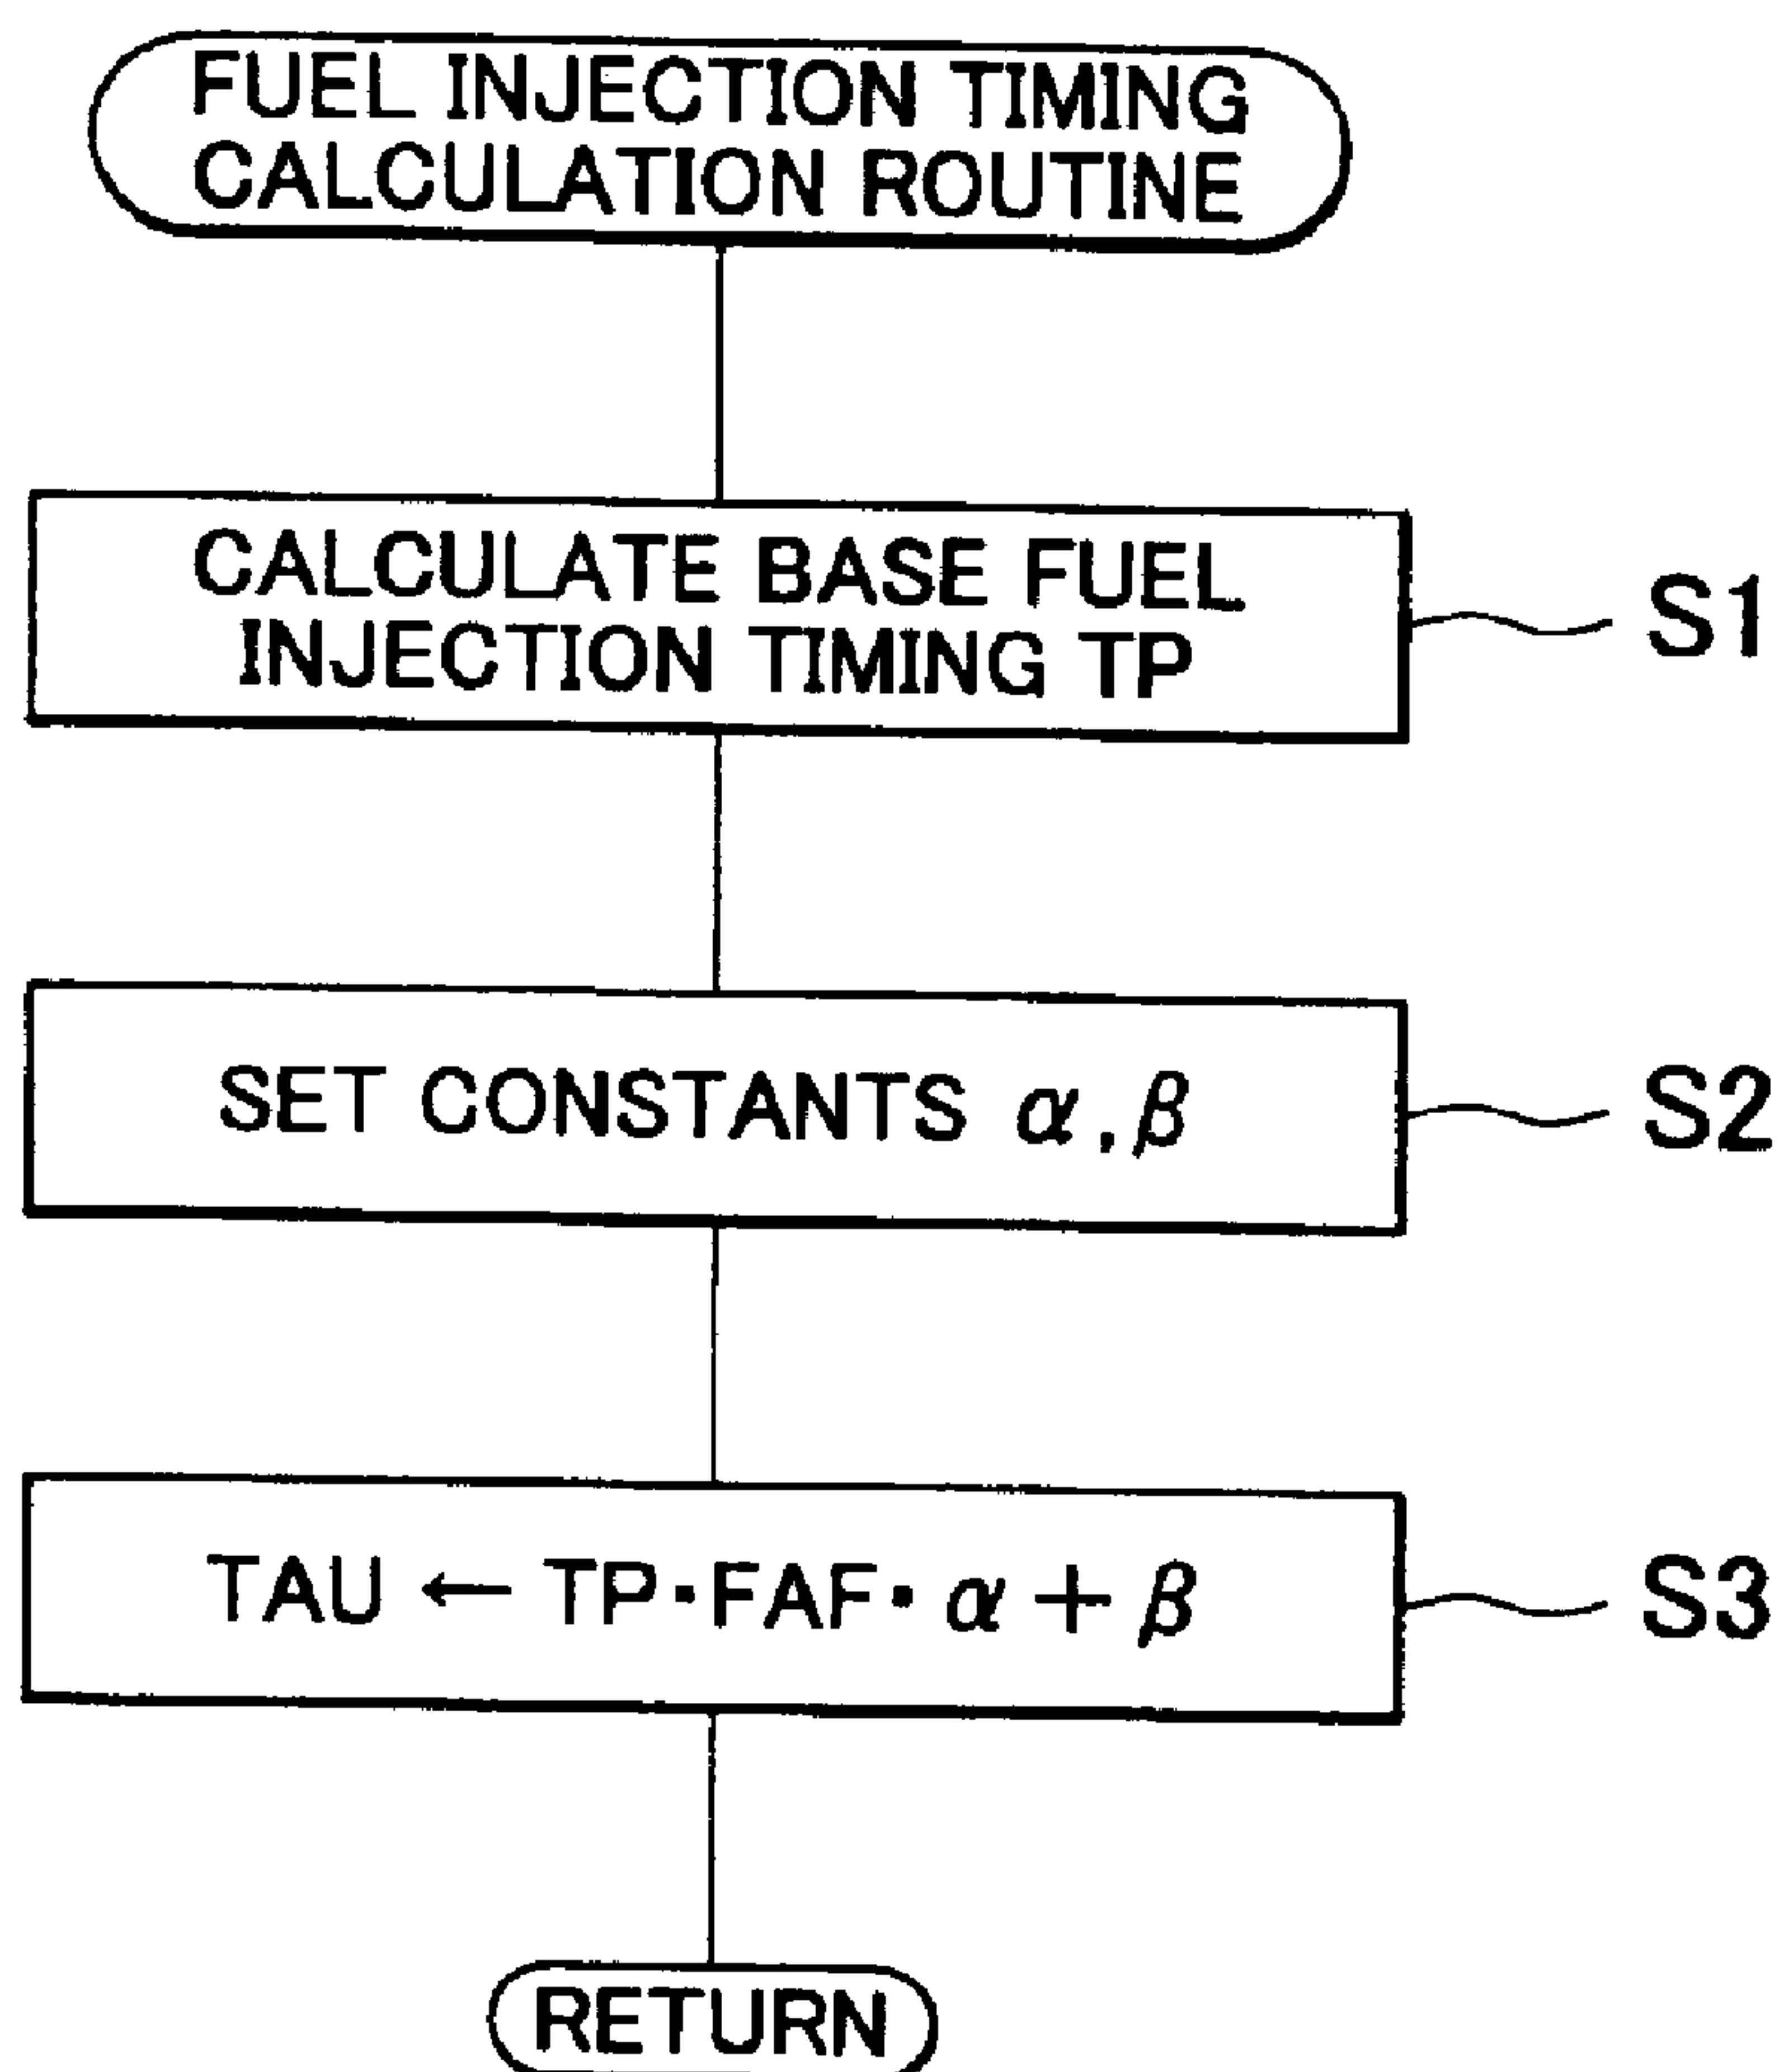 FUEL INJECTION TIMING
CALCULATION ROUTINE
CALCULATE BASE FUEL
INJECTION TIMING TP
S1
SET CONSTANTS α, β
S2
TAU ← TP·FAF·α+β
S3
RETURN